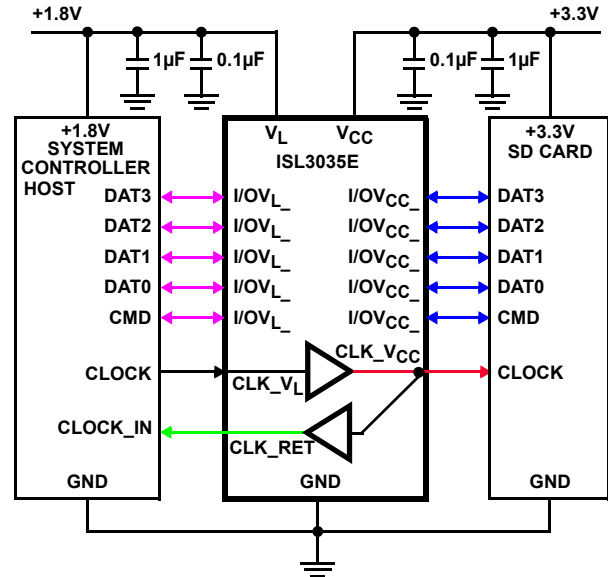 +1.8V
+3.3V
1µF
0.1µF
0.1µF
1µF
+1.8V
SYSTEM
CONTROLLER
HOST
DAT3
DAT2
DAT1
DAT0
CMD
CLOCK
CLOCK_IN
GND
VL
VCC
ISL3035E
I/OVL_
I/OVCC_
I/OVL_
I/OVCC_
I/OVL_
I/OVCC_
I/OVL_
I/OVCC_
I/OVL_
I/OVCC_
CLK_VCC
CLK_VL
CLK_RET
GND
+3.3V
SD CARD
DAT3
DAT2
DAT1
DAT0
CMD
CLOCK
GND